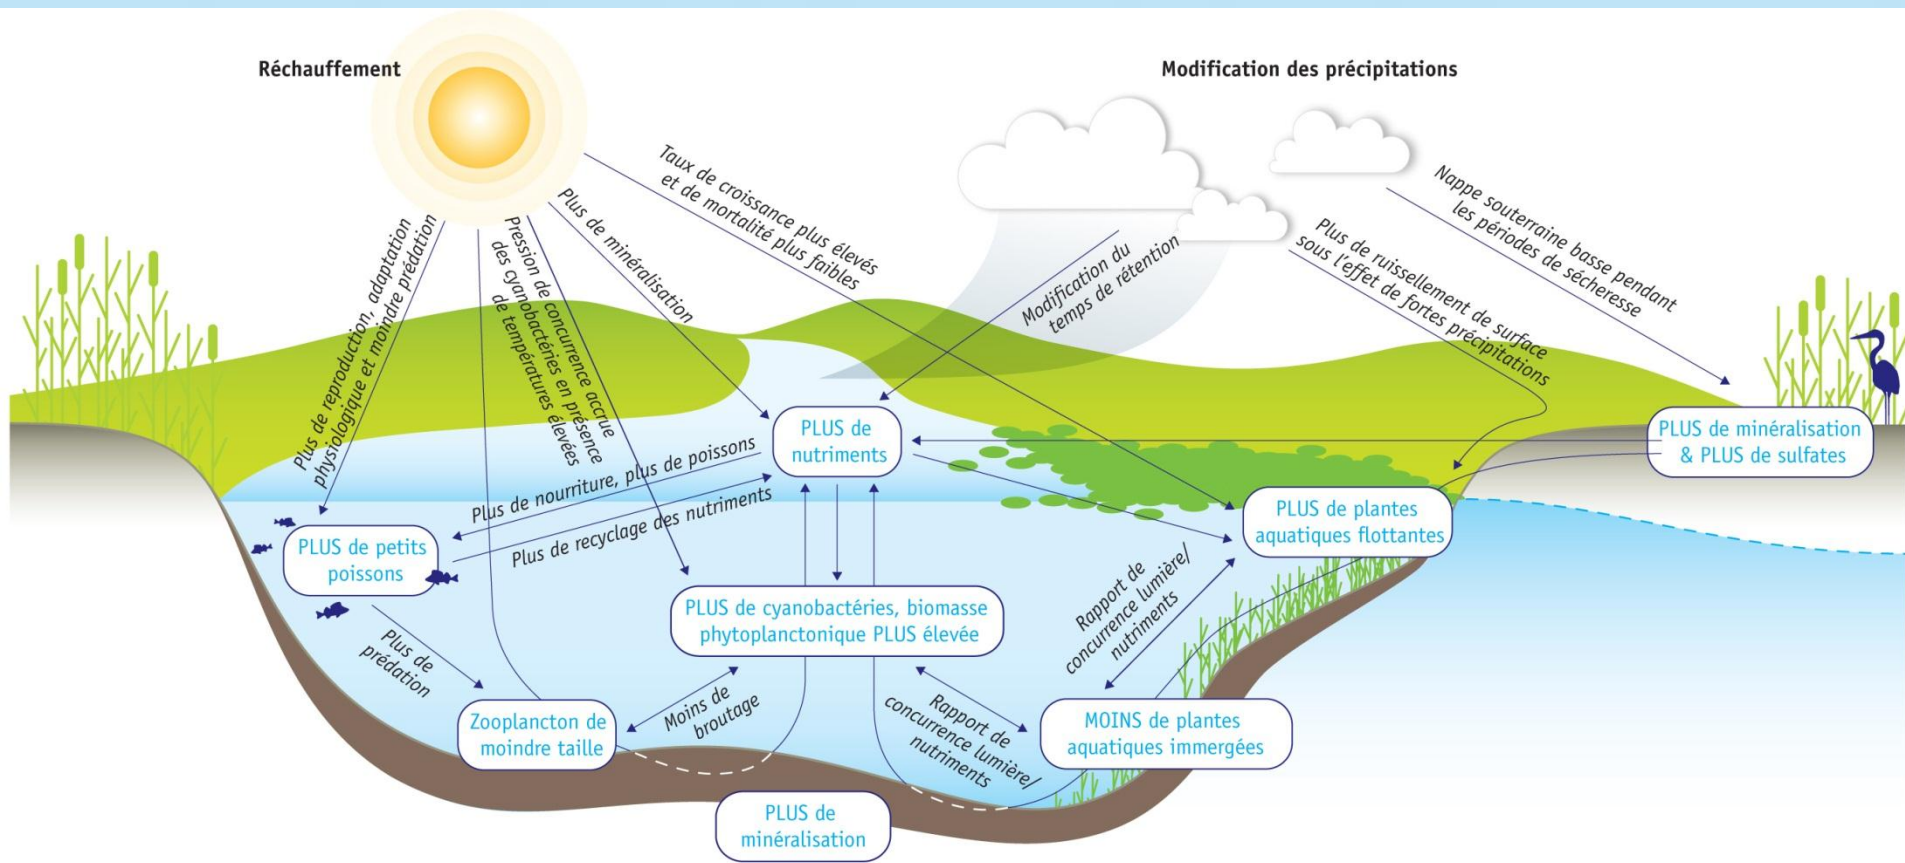 Réchauffement
Modification des précipitations
Plus de reproduction, adaptation
physiologique et moindre prédation
Pression de concurrence accrue
des cyanobactéries en présence
de températures élevées
Plus de minéralisation
Taux de croissance plus élevés
et de mortalité plus faibles
Modification du
temps de rétention
Plus de ruissellement de surface
sous l'effet de fortes précipitations
Nappe souterraine basse pendant
les périodes de sécheresse
PLUS de
nutriments
PLUS de minéralisation
& PLUS de sulfates
Plus de nourriture, plus de poissons
Plus de recyclage des nutriments
PLUS de petits
poissons
PLUS de plantes
aquatiques flottantes
PLUS de cyanobactéries, biomasse
phytoplanctonique PLUS élevée
Rapport de
concurrence lumière/
nutriments
Plus de
prédation
Zooplancton de
moindre taille
Moins de
broutage
Rapport de
concurrence lumière/
nutriments
MOINS de plantes
aquatiques immergées
PLUS de
minéralisation